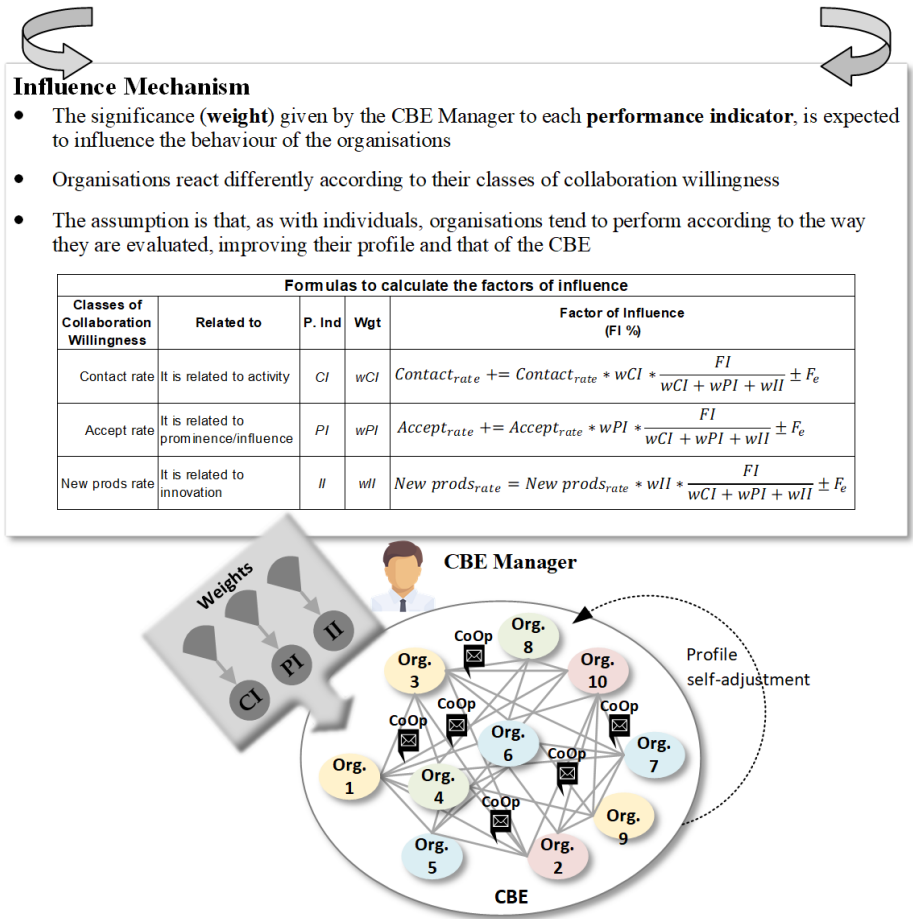 Influence Mechanism
• The significance (weight) given by the CBE Manager to each performance indicator, is expected
to influence the behaviour of the organisations
• Organisations react differently according to their classes of collaboration willingness
• The assumption is that, as with individuals, organisations tend to perform according to the way
they are evaluated, improving their profile and that of the CBE
Formulas to calculate the factors of influence
Classes of
Collaboration
Willingness
Related to
P. Ind
Wgt
Factor of Influence
(FI %)
Contact rate
It is related to activity
CI
wCI
Contact_rate += Contact_rate * wCI * FI / (wCI + wPI + wII) ± F_e
Accept rate
It is related to
prominence/influence
PI
wPI
Accept_rate += Accept_rate * wPI * FI / (wCI + wPI + wII) ± F_e
New prods rate
It is related to
innovation
II
wII
New prods_rate = New prods_rate * wII * FI / (wCI + wPI + wII) ± F_e
Weights
CI
PI
II
CBE Manager
CoOp
Org.
8
Org.
3
Org.
10
Profile
self-adjustment
CoOp
CoOp
CoOp
Org.
6
Org.
7
Org.
1
Org.
4
CoOp
CoOp
Org.
9
Org.
5
Org.
2
CBE